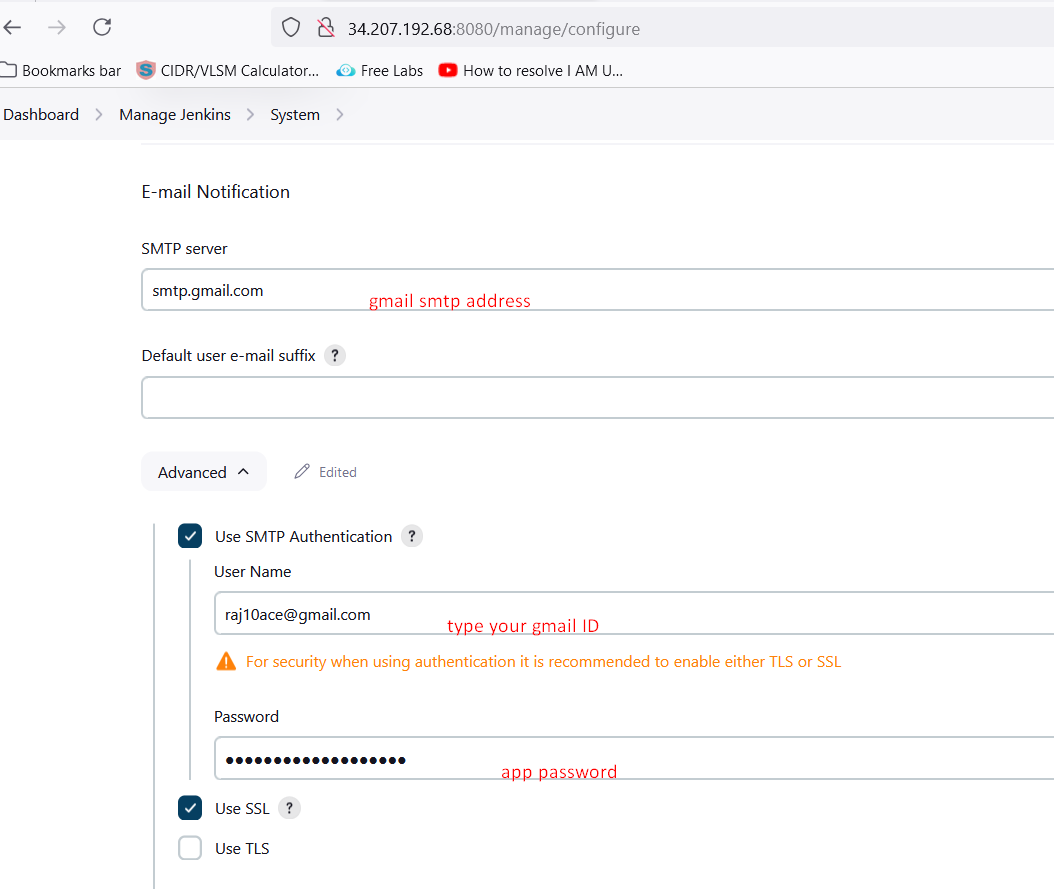 34.207.192.68:8080/manage/configure
Bookmarks bar CIDR/VLSM Calculator... Free Labs How to resolve I AM U...
Dashboard Manage Jenkins System
E-mail Notification
SMTP server
smtp.gmail.com
gmail smtp address
Default user e-mail suffix ?
Advanced Edited
Use SMTP Authentication ?
User Name
raj10ace@gmail.com
type your gmail ID
For security when using authentication it is recommended to enable either TLS or SSL
Password
●●●●●●●●●●●●●●●●●●●
app password
Use SSL ?
Use TLS